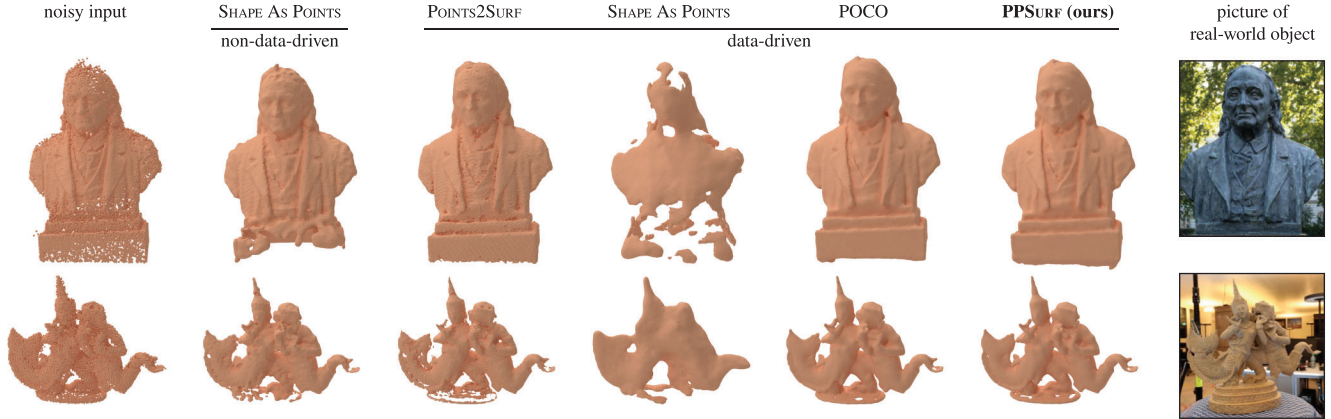 noisy input
SHAPE AS POINTS
POINTS2SURF
SHAPE AS POINTS
POCO
PPSURF (ours)
picture of
real-world object
non-data-driven
data-driven